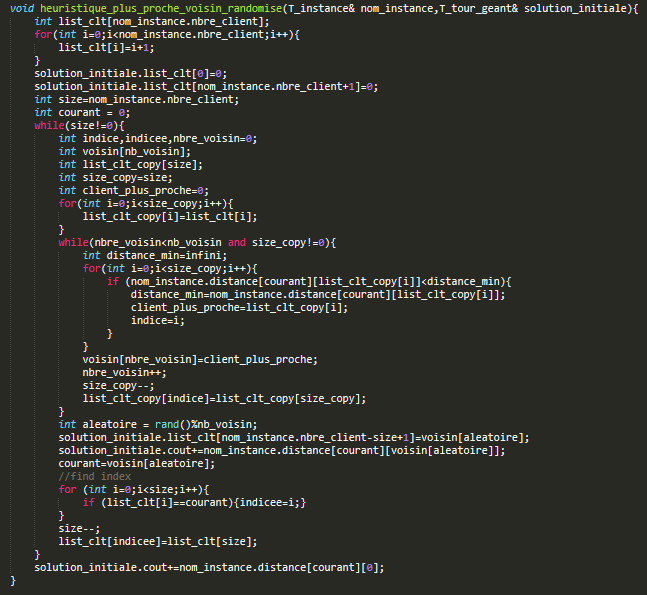 void heuristique_plus_proche_voisin_randomise(T_instance& nom_instance,T_tour_geant& solution_initiale){
    int list_clt[nom_instance.nbre_client];
    for(int i=0;i<nom_instance.nbre_client;i++){
        list_clt[i]=i+1;
    }
    solution_initiale.list_clt[0]=0;
    solution_initiale.list_clt[nom_instance.nbre_client+1]=0;
    int size=nom_instance.nbre_client;
    int courant = 0;
    while(size!=0){
        int indice,indicee,nbre_voisin=0;
        int voisin[nb_voisin];
        int list_clt_copy[size];
        int size_copy=size;
        int client_plus_proche=0;
        for(int i=0;i<size_copy;i++){
            list_clt_copy[i]=list_clt[i];
        }
        while(nbre_voisin<nb_voisin and size_copy!=0){
            int distance_min=infini;
            for(int i=0;i<size_copy;i++){
                if (nom_instance.distance[courant][list_clt_copy[i]]<distance_min){
                    distance_min=nom_instance.distance[courant][list_clt_copy[i]];
                    client_plus_proche=list_clt_copy[i];
                    indice=i;
                }
            }
            voisin[nbre_voisin]=client_plus_proche;
            nbre_voisin++;
            size_copy--;
            list_clt_copy[indice]=list_clt_copy[size_copy];
        }
        int aleatoire = rand()%nb_voisin;
        solution_initiale.list_clt[nom_instance.nbre_client-size+1]=voisin[aleatoire];
        solution_initiale.cout+=nom_instance.distance[courant][voisin[aleatoire]];
        courant=voisin[aleatoire];
        //find index
        for (int i=0;i<size;i++){
            if (list_clt[i]==courant){indicee=i;}
        }
        size--;
        list_clt[indicee]=list_clt[size];
    }
    solution_initiale.cout+=nom_instance.distance[courant][0];
}